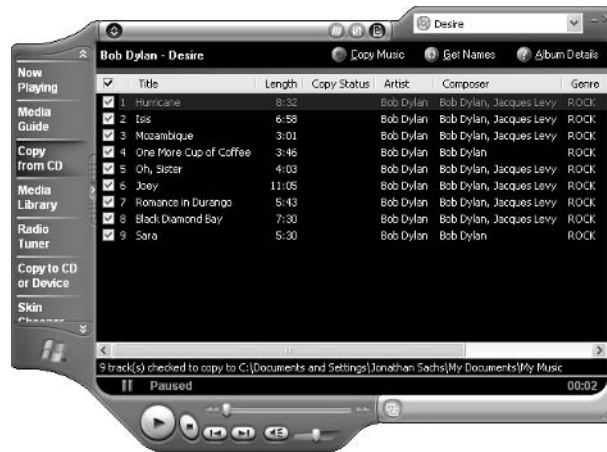 Desire
Bob Dylan - Desire Copy Music Get Names Album Details
Now Playing
Media Guide
Copy from CD
Media Library
Radio Tuner
Copy to CD or Device
Skin Chooser
Title Length Copy Status Artist Composer Genre
1 Hurricane 8:32 Bob Dylan Bob Dylan, Jacques Levy ROCK
2 Isis 6:58 Bob Dylan Bob Dylan, Jacques Levy ROCK
3 Mozambique 3:01 Bob Dylan Bob Dylan, Jacques Levy ROCK
4 One More Cup of Coffee 3:46 Bob Dylan Bob Dylan ROCK
5 Oh, Sister 4:03 Bob Dylan Bob Dylan, Jacques Levy ROCK
6 Joey 11:05 Bob Dylan Bob Dylan, Jacques Levy ROCK
7 Romance in Durango 5:43 Bob Dylan Bob Dylan, Jacques Levy ROCK
8 Black Diamond Bay 7:30 Bob Dylan Bob Dylan, Jacques Levy ROCK
9 Sara 5:30 Bob Dylan Bob Dylan ROCK
9 track(s) checked to copy to C:\Documents and Settings\Jonathan Sachs\My Documents\My Music
Paused 00:02